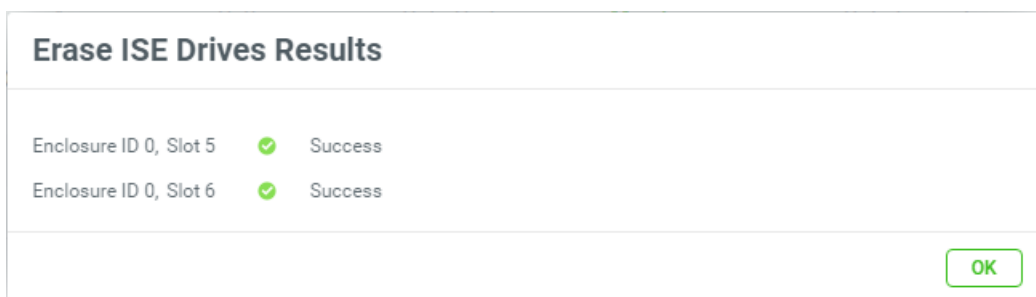 Erase ISE Drives Results
Enclosure ID 0, Slot 5 Success
Enclosure ID 0, Slot 6 Success
OK